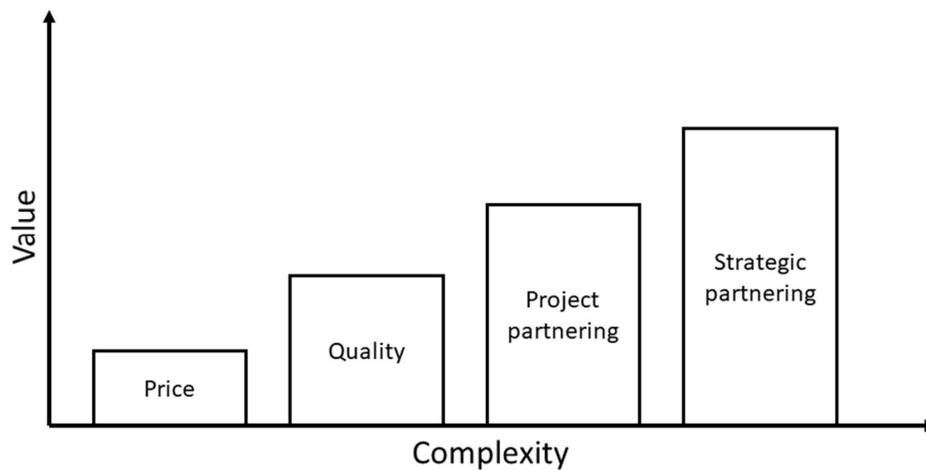 Value
Price
Quality
Project
partnering
Strategic
partnering
Complexity